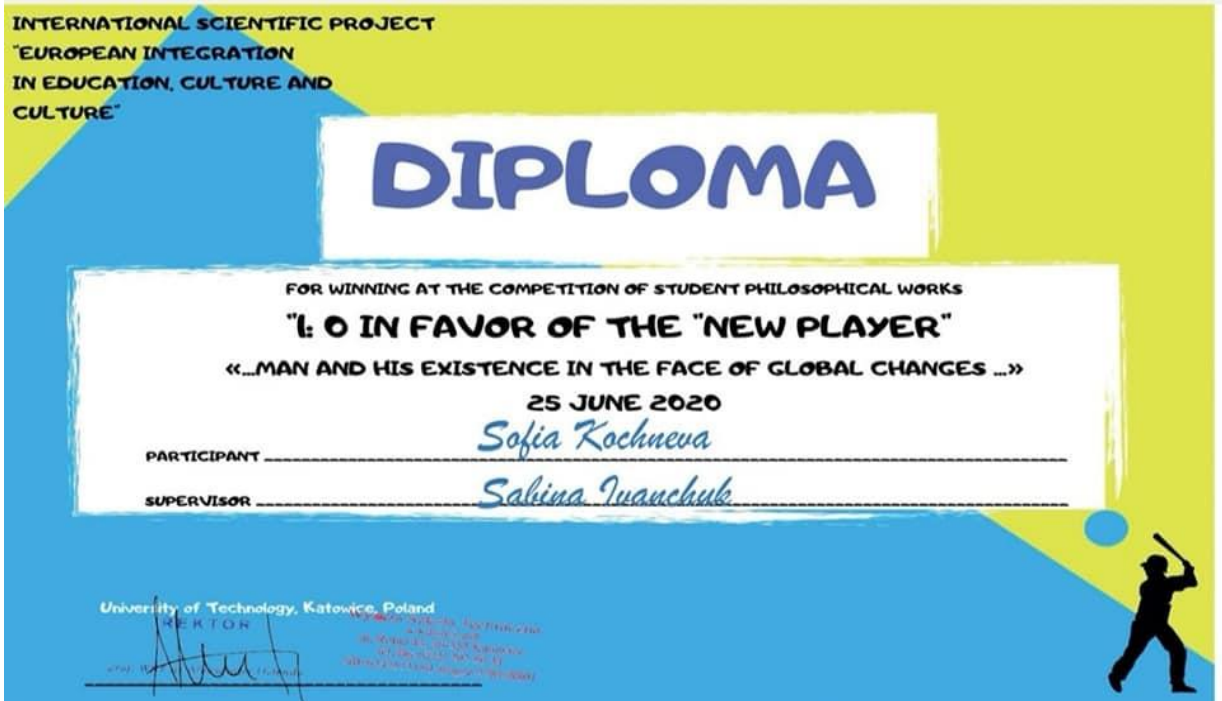 INTERNATIONAL SCIENTIFIC PROJECT
"EUROPEAN INTEGRATION
IN EDUCATION, CULTURE AND
CULTURE"
DIPLOMA
FOR WINNING AT THE COMPETITION OF STUDENT PHILOSOPHICAL WORKS
"1: 0 IN FAVOR OF THE "NEW PLAYER"
«...MAN AND HIS EXISTENCE IN THE FACE OF GLOBAL CHANGES ...»
25 JUNE 2020
PARTICIPANT Sofia Kochneva
SUPERVISOR Sabina Ivanchuk
University of Technology, Katowice, Poland
REKTOR